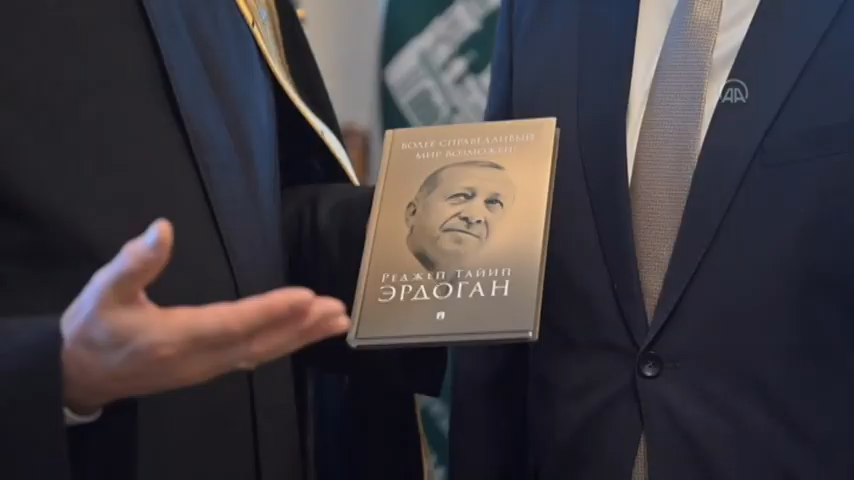 БОЛЕЕ СПРАВЕДЛИВЫЙ
МИР ВОЗМОЖЕН
РЕДЖЕП ТАЙИП
ЭРДОГАН
AA